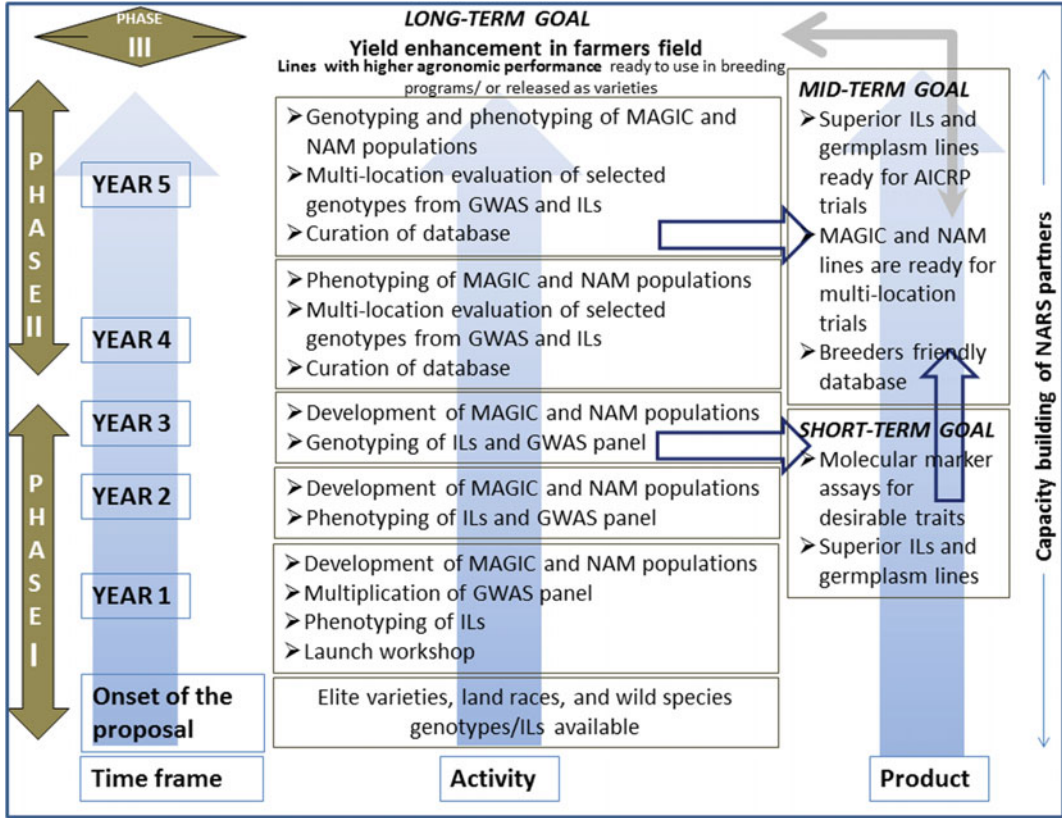 PHASE
III
LONG-TERM GOAL
Yield enhancement in farmers field
Lines with higher agronomic performance ready to use in breeding
programs/ or released as varieties
PHASE II
YEAR 5
➢Genotyping and phenotyping of MAGIC and
NAM populations
➢Multi-location evaluation of selected
genotypes from GWAS and ILs
➢Curation of database
YEAR 4
➢Phenotyping of MAGIC and NAM populations
➢Multi-location evaluation of selected
genotypes from GWAS and ILs
➢Curation of database
MID-TERM GOAL
➢Superior ILs and
germplasm lines
ready for AICRP
trials
➢MAGIC and NAM
lines are ready for
multi-location
trials
➢Breeders friendly
database
PHASE I
YEAR 3
➢Development of MAGIC and NAM populations
➢Genotyping of ILs and GWAS panel
YEAR 2
➢Development of MAGIC and NAM populations
➢Phenotyping of ILs and GWAS panel
YEAR 1
➢Development of MAGIC and NAM populations
➢Multiplication of GWAS panel
➢Phenotyping of ILs
➢Launch workshop
SHORT-TERM GOAL
➢Molecular marker
assays for
desirable traits
➢Superior ILs and
germplasm lines
Onset of the
proposal
Elite varieties, land races, and wild species
genotypes/ILs available
Capacity building of NARS partners
Time frame
Activity
Product